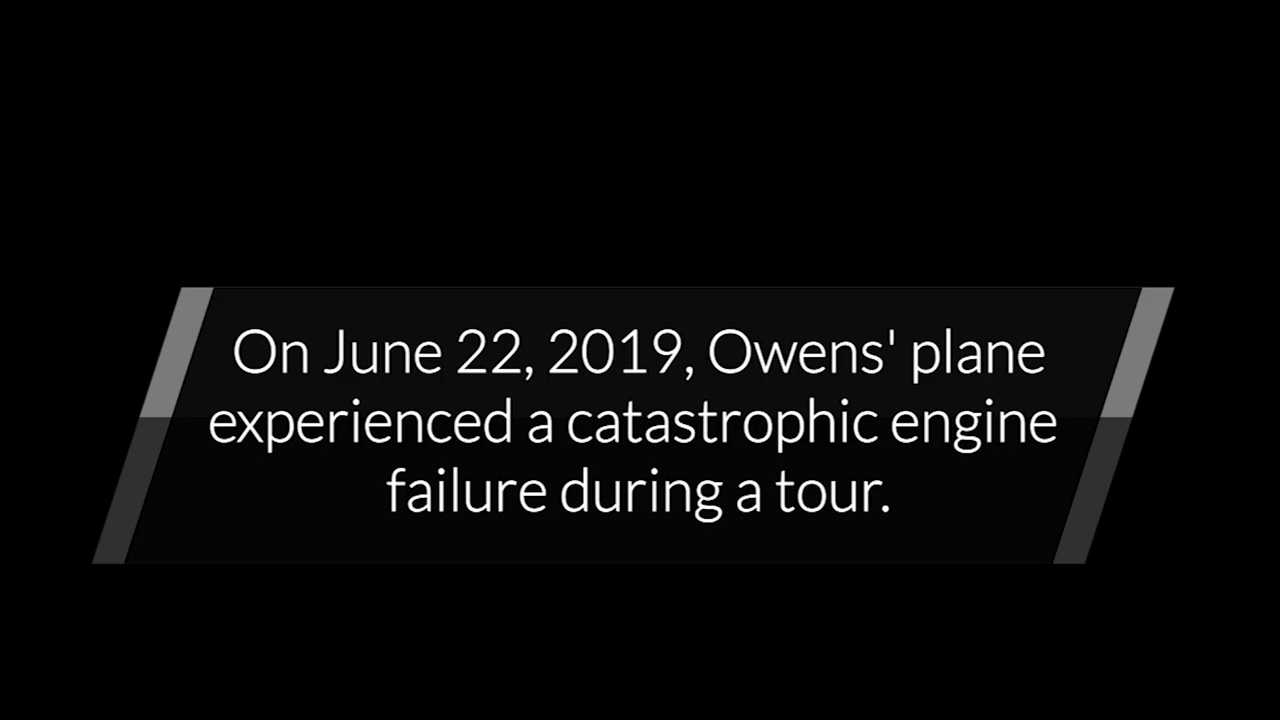 On June 22, 2019, Owens' plane
experienced a catastrophic engine
failure during a tour.